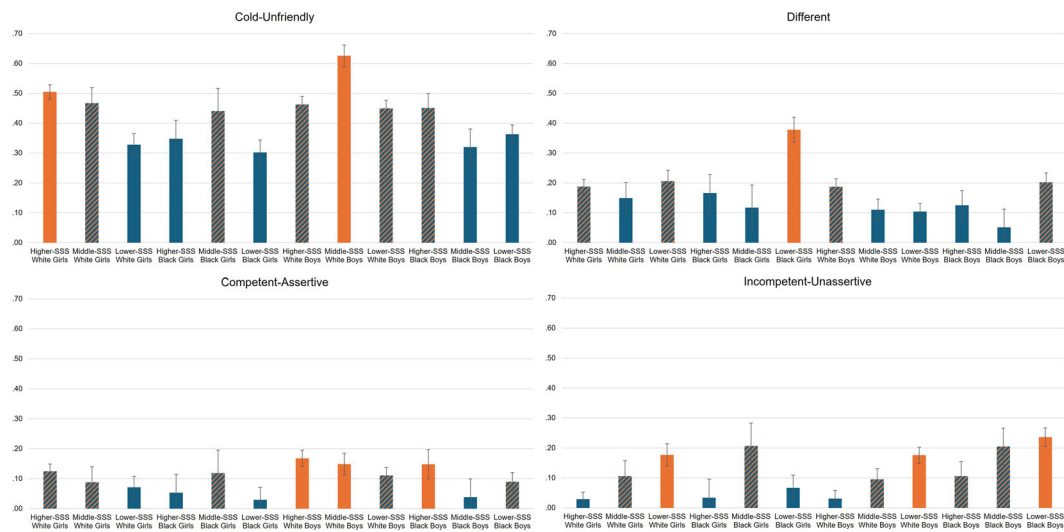 Cold-Unfriendly
.70
.60
.50
.40
.30
.20
.10
.00
Higher-SSS Middle-SSS Lower-SSS Higher-SSS Middle-SSS Lower-SSS Higher-SSS Middle-SSS Lower-SSS Higher-SSS Middle-SSS Lower-SSS
White Girls White Girls White Girls Black Girls Black Girls Black Girls White Boys White Boys White Boys Black Boys Black Boys Black Boys
Different
.70
.60
.50
.40
.30
.20
.10
.00
Higher-SSS Middle-SSS Lower-SSS Higher-SSS Middle-SSS Lower-SSS Higher-SSS Middle-SSS Lower-SSS Higher-SSS Middle-SSS Lower-SSS
White Girls White Girls White Girls Black Girls Black Girls Black Girls White Boys White Boys White Boys Black Boys Black Boys Black Boys
Competent-Assertive
.70
.60
.50
.40
.30
.20
.10
.00
Higher-SSS Middle-SSS Lower-SSS Higher-SSS Middle-SSS Lower-SSS Higher-SSS Middle-SSS Lower-SSS Higher-SSS Middle-SSS Lower-SSS
White Girls White Girls White Girls Black Girls Black Girls Black Girls White Boys White Boys White Boys Black Boys Black Boys Black Boys
Incompetent-Unassertive
.70
.60
.50
.40
.30
.20
.10
.00
Higher-SSS Middle-SSS Lower-SSS Higher-SSS Middle-SSS Lower-SSS Higher-SSS Middle-SSS Lower-SSS Higher-SSS Middle-SSS Lower-SSS
White Girls White Girls White Girls Black Girls Black Girls Black Girls White Boys White Boys White Boys Black Boys Black Boys Black Boys